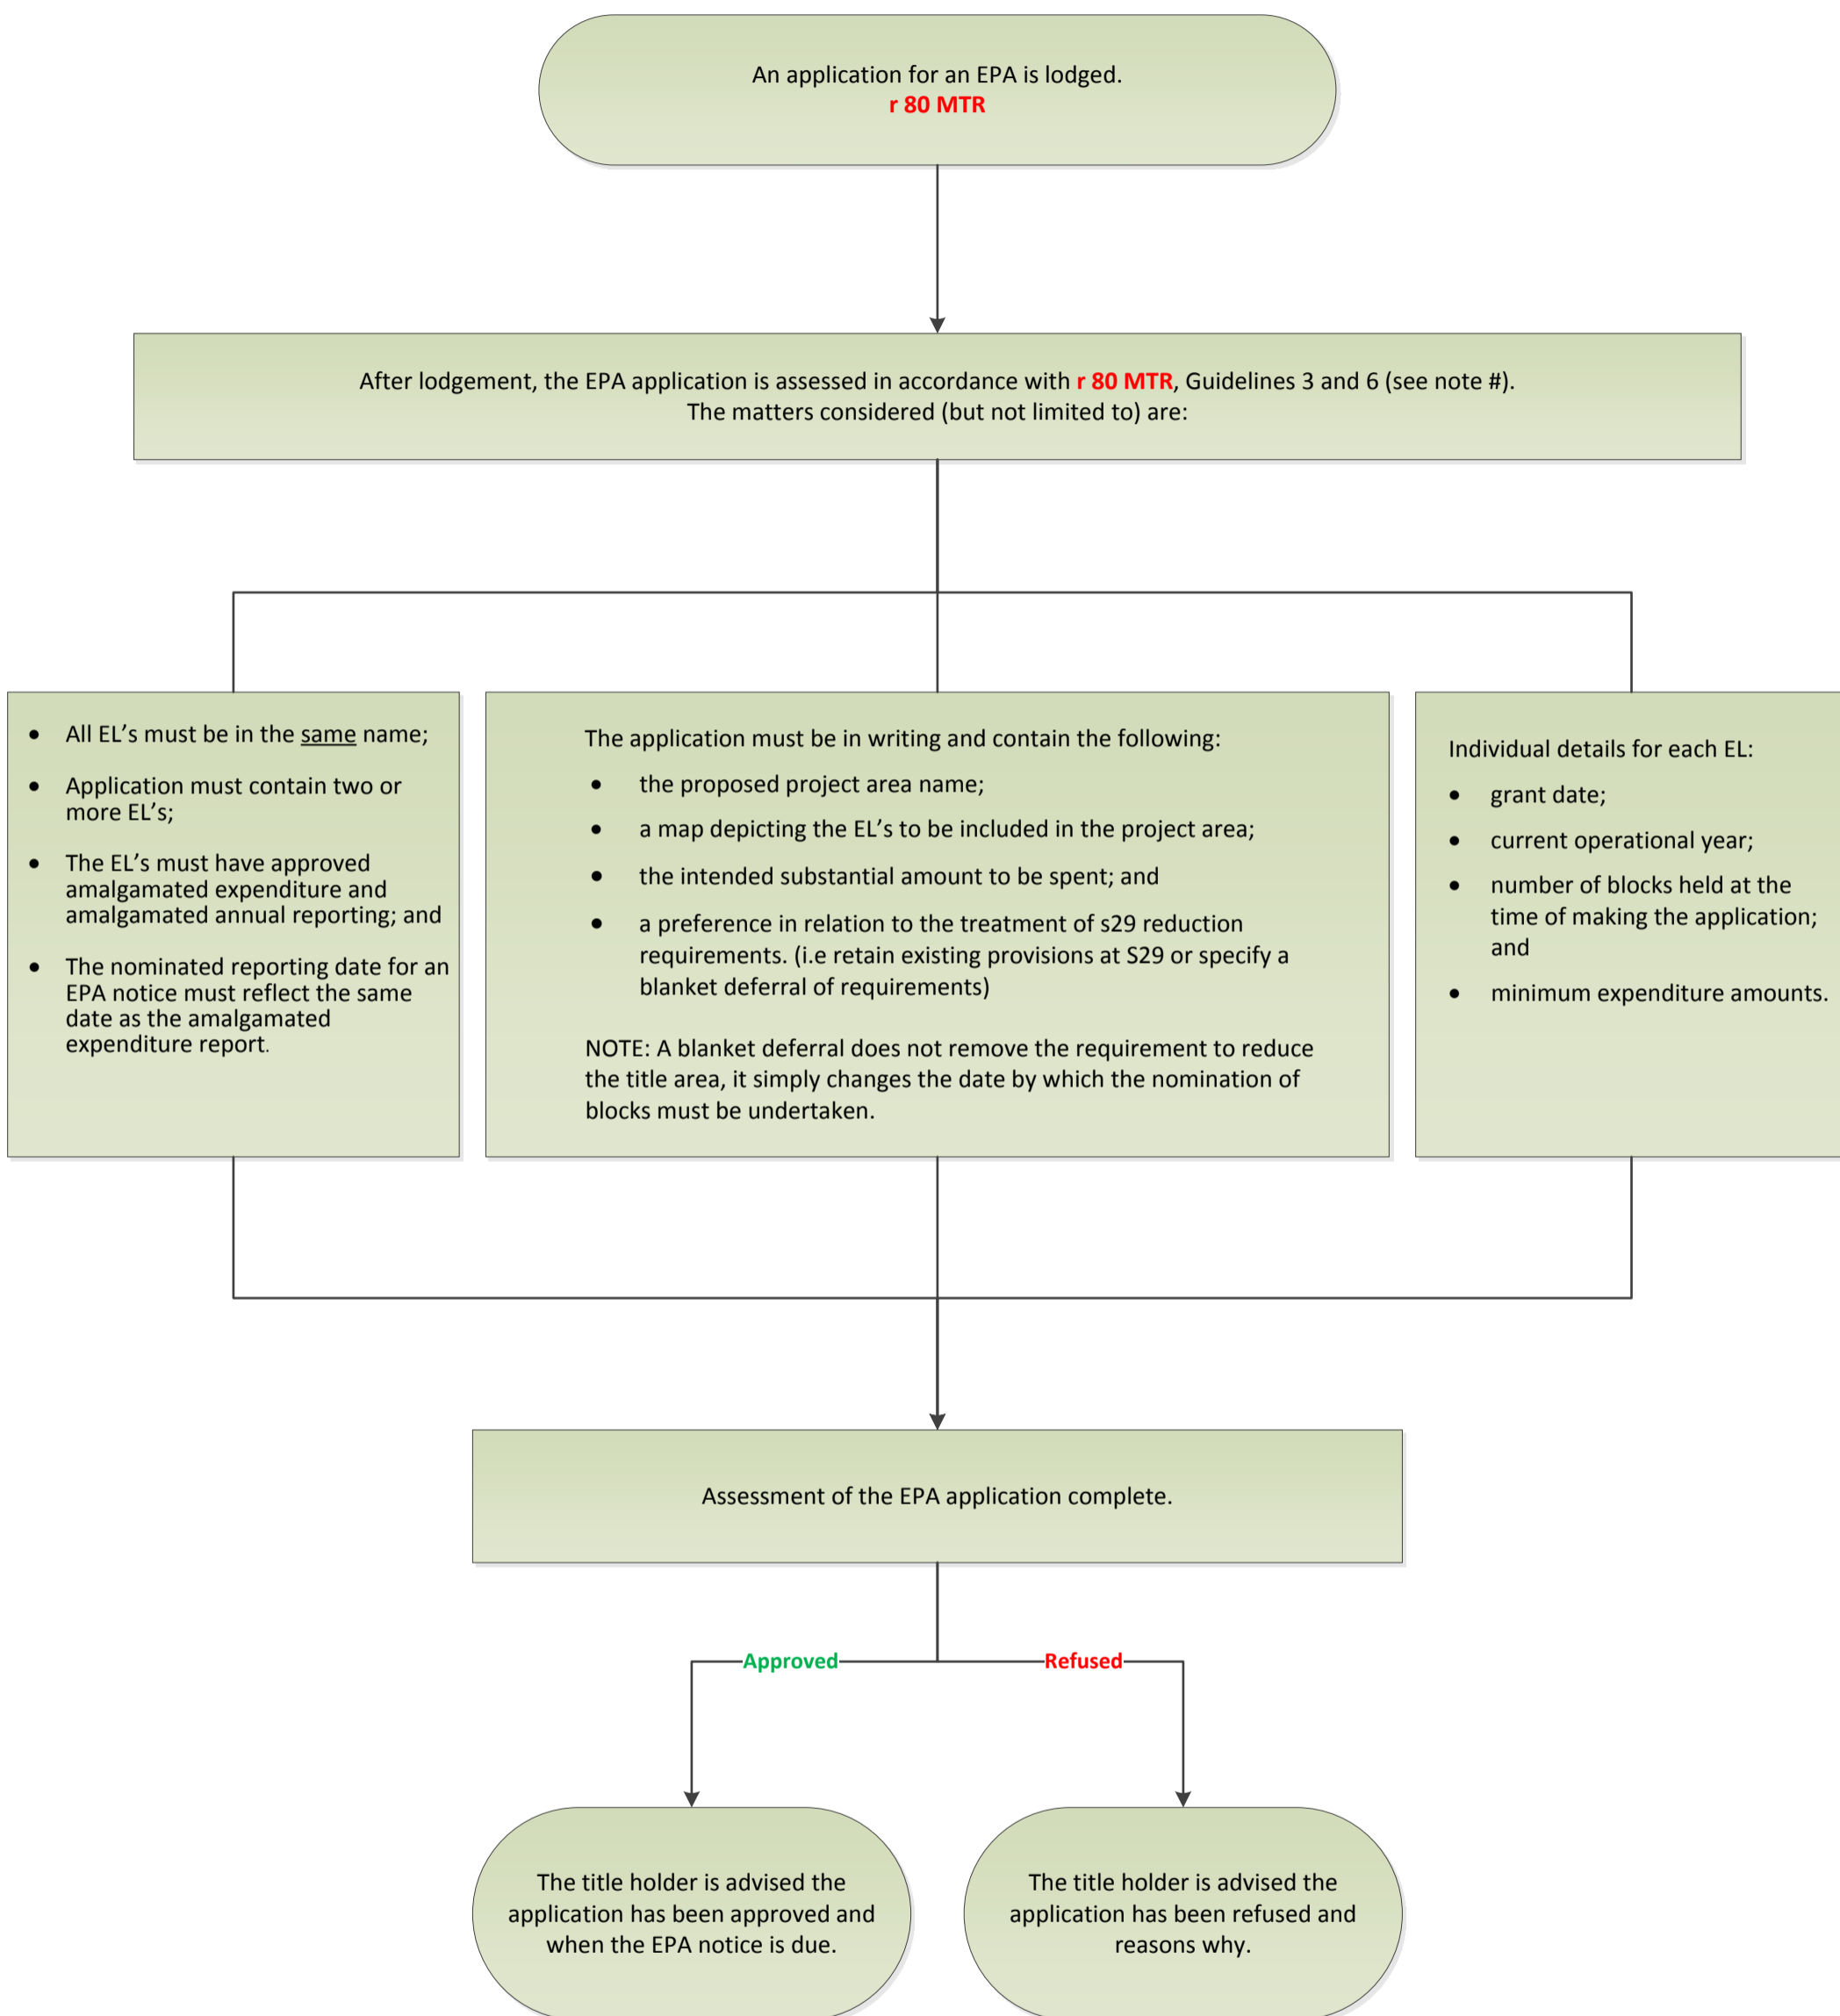 An application for an EPA is lodged.
r 80 MTR
After lodgement, the EPA application is assessed in accordance with r 80 MTR, Guidelines 3 and 6 (see note #).
The matters considered (but not limited to) are:
• All EL’s must be in the same name;
• Application must contain two or
more EL’s;
• The EL’s must have approved
amalgamated expenditure and
amalgamated annual reporting; and
• The nominated reporting date for an
EPA notice must reflect the same
date as the amalgamated
expenditure report.
The application must be in writing and contain the following:
• the proposed project area name;
• a map depicting the EL’s to be included in the project area;
• the intended substantial amount to be spent; and
• a preference in relation to the treatment of s29 reduction
requirements. (i.e retain existing provisions at S29 or specify a
blanket deferral of requirements)
NOTE: A blanket deferral does not remove the requirement to reduce
the title area, it simply changes the date by which the nomination of
blocks must be undertaken.
Individual details for each EL:
• grant date;
• current operational year;
• number of blocks held at the
time of making the application;
and
• minimum expenditure amounts.
Assessment of the EPA application complete.
Approved
Refused
The title holder is advised the
application has been approved and
when the EPA notice is due.
The title holder is advised the
application has been refused and
reasons why.